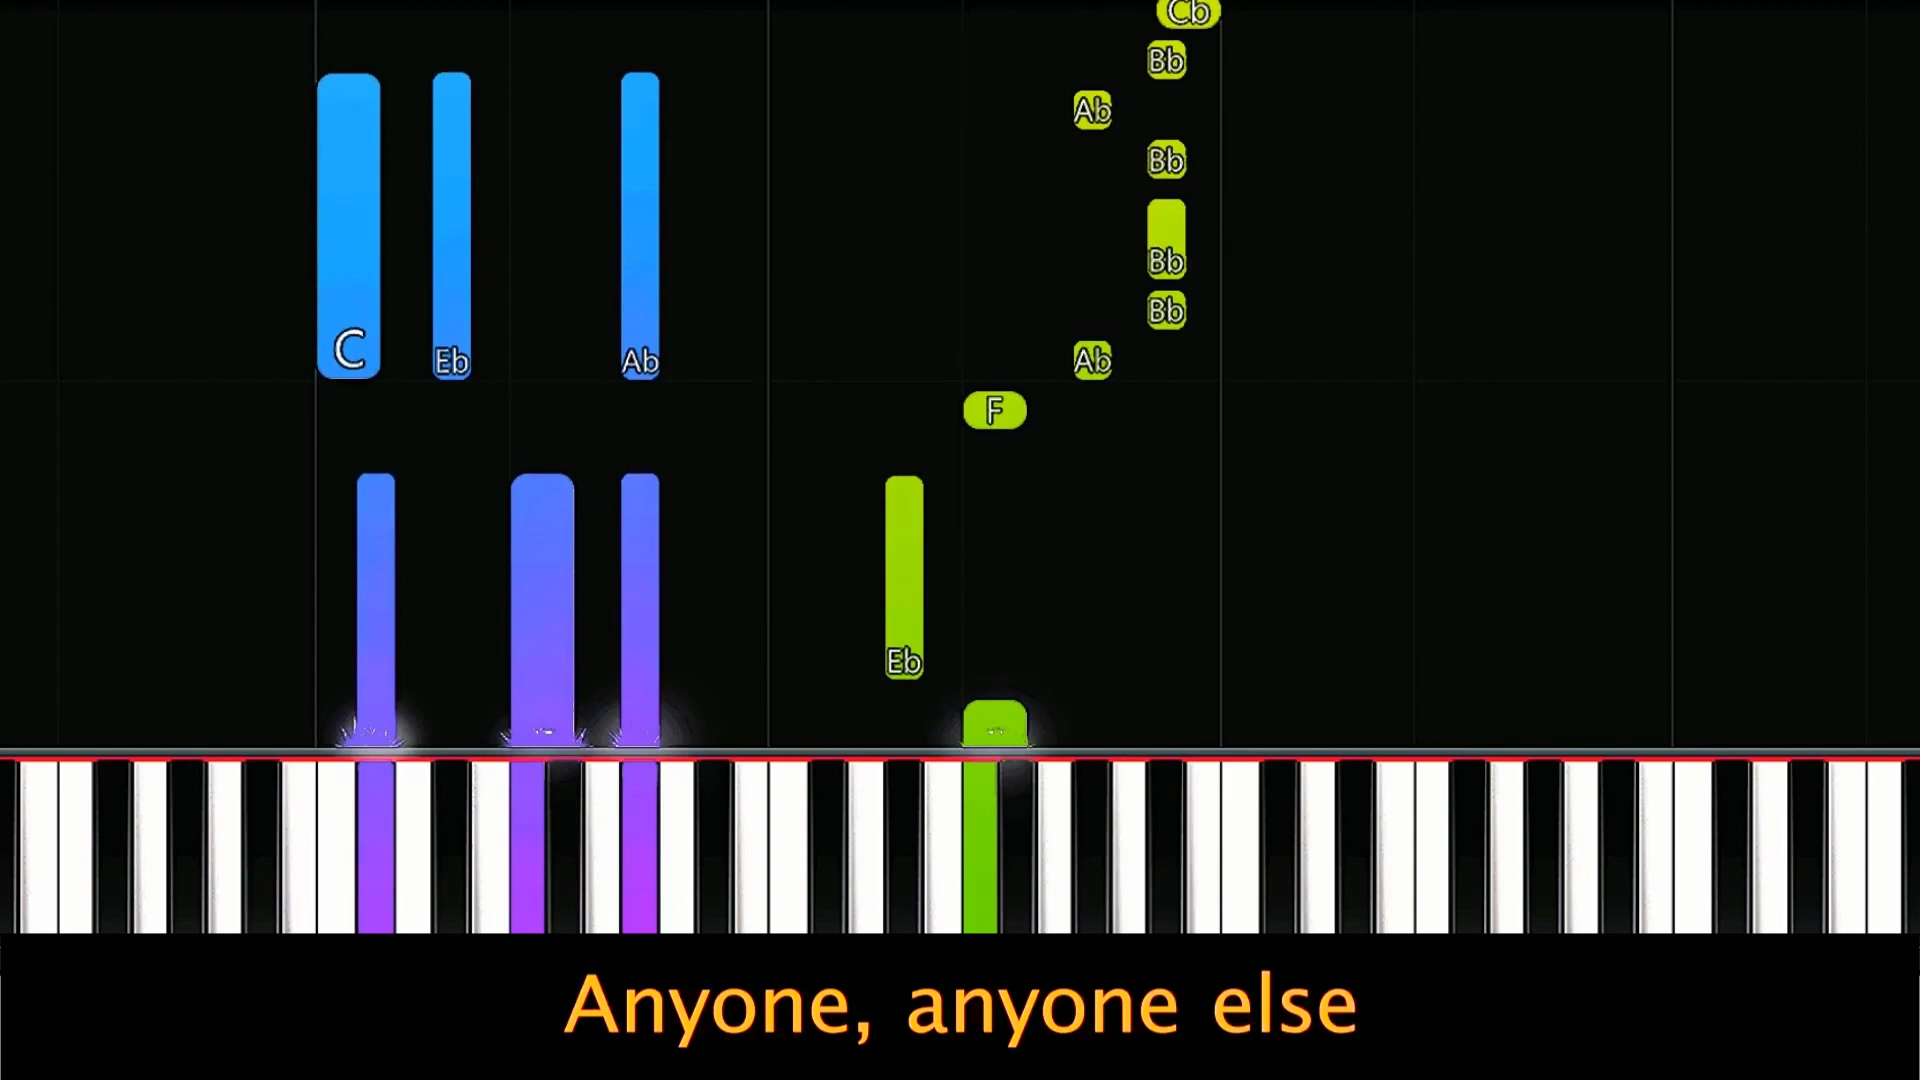 Cb
Bb
Ab
Bb
Bb
Bb
C Eb Ab Ab
F
Eb
Anyone, anyone else